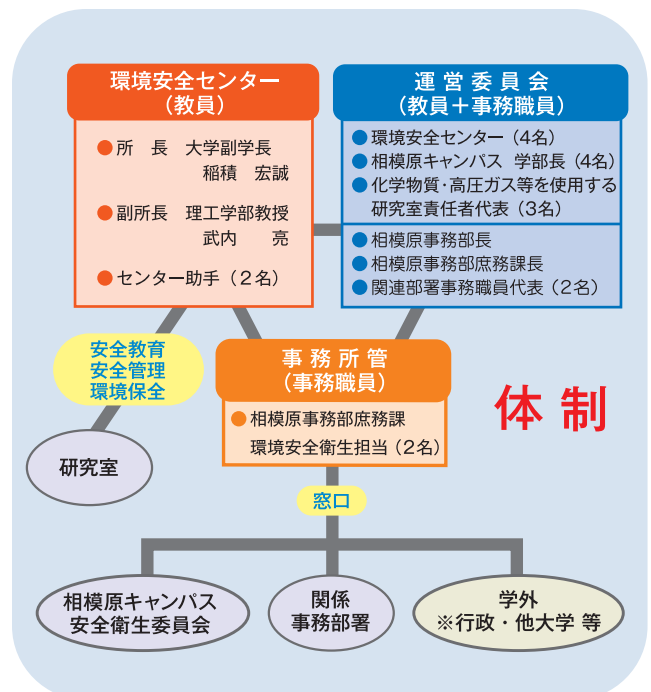 環境安全センター
（教員）
●所　長　大学副学長
稲積　宏誠
●副所長　理工学部教授
武内　亮
●センター助手（２名）
運営委員会
（教員＋事務職員）
●環境安全センター（4名）
●相模原キャンパス 学部長（4名）
●化学物質・高圧ガス等を使用する
研究室責任者代表（3名）
●相模原事務部長
●相模原事務部庶務課長
●関連部署事務職員代表（2名）
安全教育
安全管理
環境保全
事務所管
（事務職員）
●相模原事務部庶務課
環境安全衛生担当（2名）
体制
研究室
窓口
相模原キャンパス
安全衛生委員会
関係
事務部署
学外
※行政・他大学 等